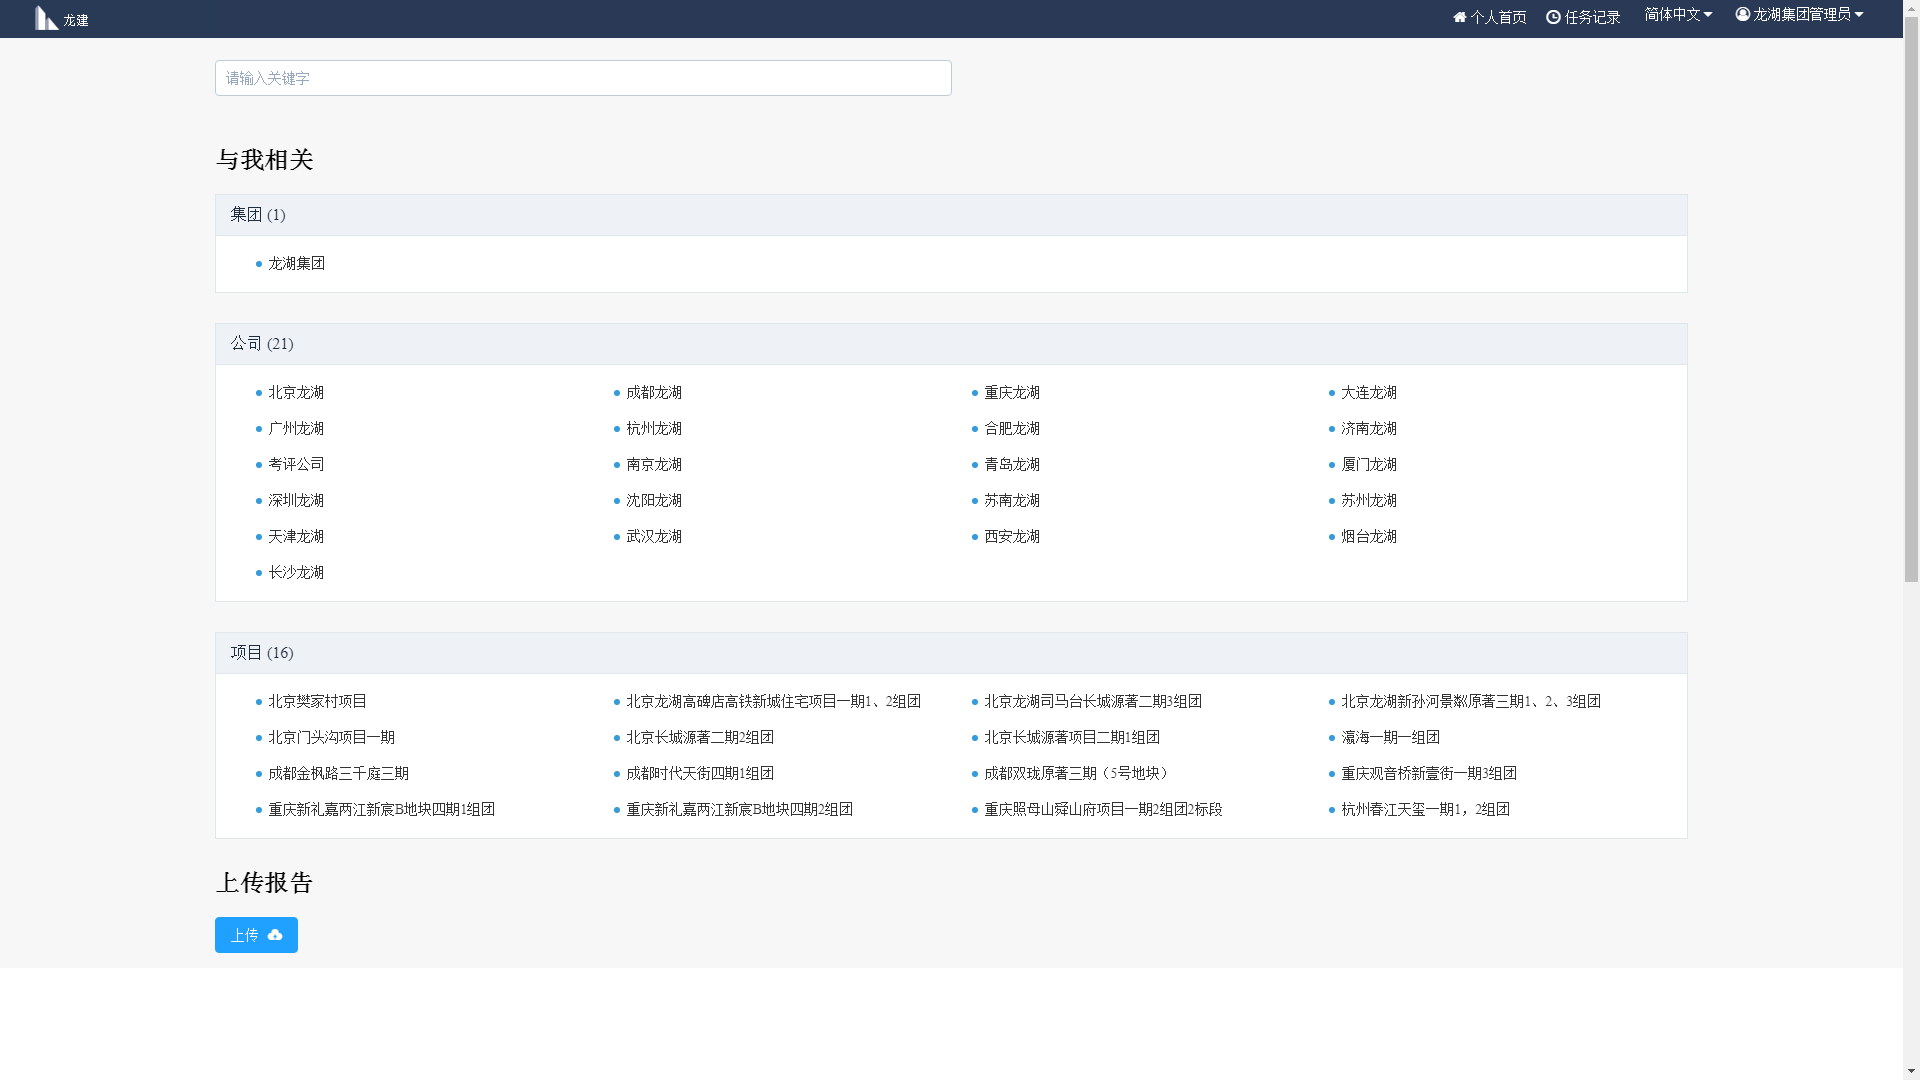 龙建
个人首页 任务记录 简体中文 龙湖集团管理员
请输入关键字
与我相关
集团 (1)
龙湖集团
公司 (21)
北京龙湖 成都龙湖 重庆龙湖 大连龙湖
广州龙湖 杭州龙湖 合肥龙湖 济南龙湖
考评公司 南京龙湖 青岛龙湖 厦门龙湖
深圳龙湖 沈阳龙湖 苏南龙湖 苏州龙湖
天津龙湖 武汉龙湖 西安龙湖 烟台龙湖
长沙龙湖
项目 (16)
北京樊家村项目 北京龙湖高碑店高铁新城住宅项目一期1、2组团 北京龙湖司马台长城源著二期3组团 北京龙湖新孙河景粼原著三期1、2、3组团
北京门头沟项目一期 北京长城源著二期2组团 北京长城源著项目二期1组团 瀛海一期一组团
成都金枫路三千庭三期 成都时代天街四期1组团 成都双珑原著三期（5号地块） 重庆观音桥新壹街一期3组团
重庆新礼嘉两江新宸B地块四期1组团 重庆新礼嘉两江新宸B地块四期2组团 重庆照母山舜山府项目一期2组团2标段 杭州春江天玺一期1，2组团
上传报告
上传